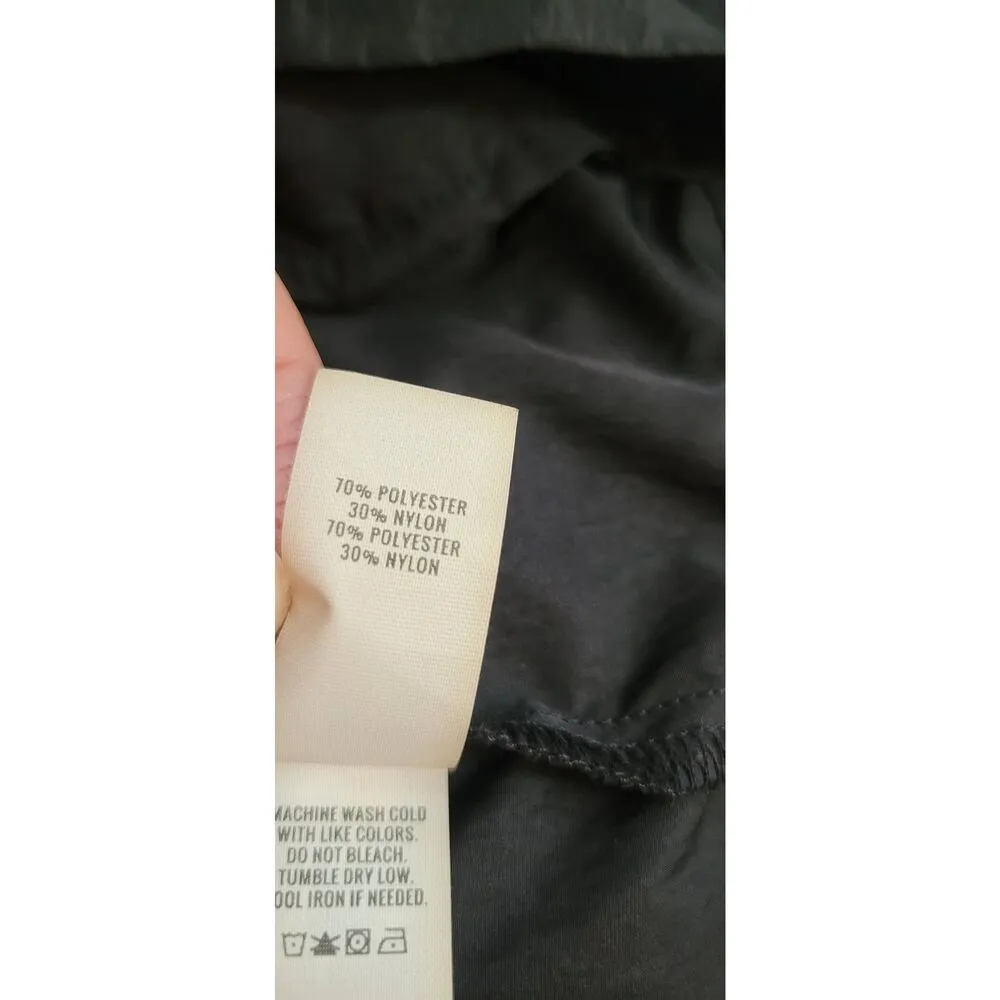 70% POLYESTER
30% NYLON
70% POLYESTER
30% NYLON
MACHINE WASH COLD
WITH LIKE COLORS.
DO NOT BLEACH.
TUMBLE DRY LOW.
OOL IRON IF NEEDED.